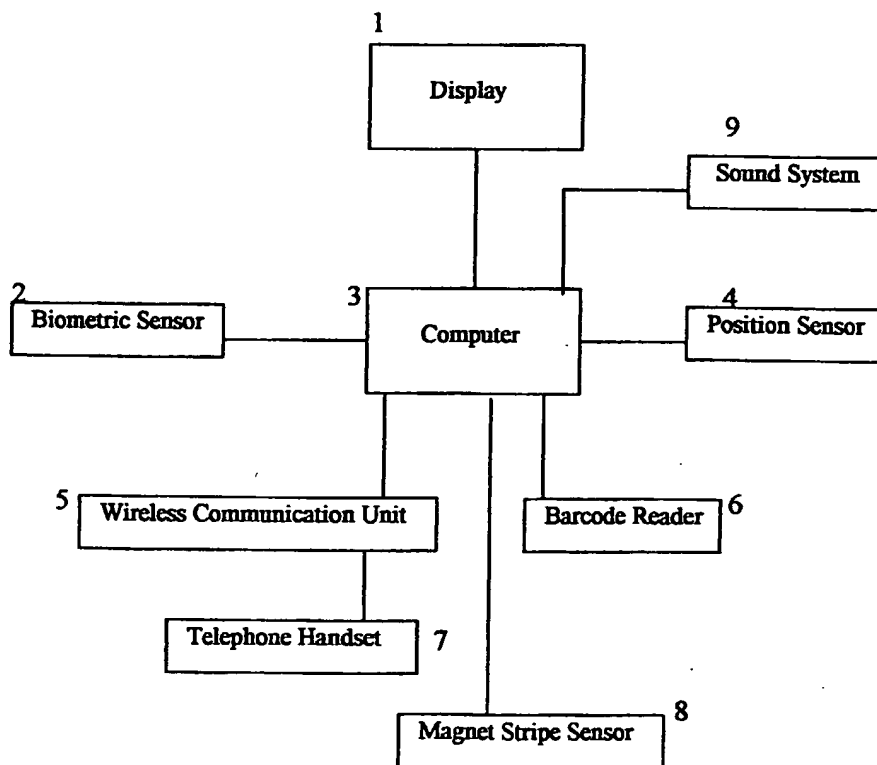 1
Display
9
Sound System
2
Biometric Sensor
3
Computer
4
Position Sensor
5
Wireless Communication Unit
Barcode Reader
6
Telephone Handset
7
8
Magnet Stripe Sensor